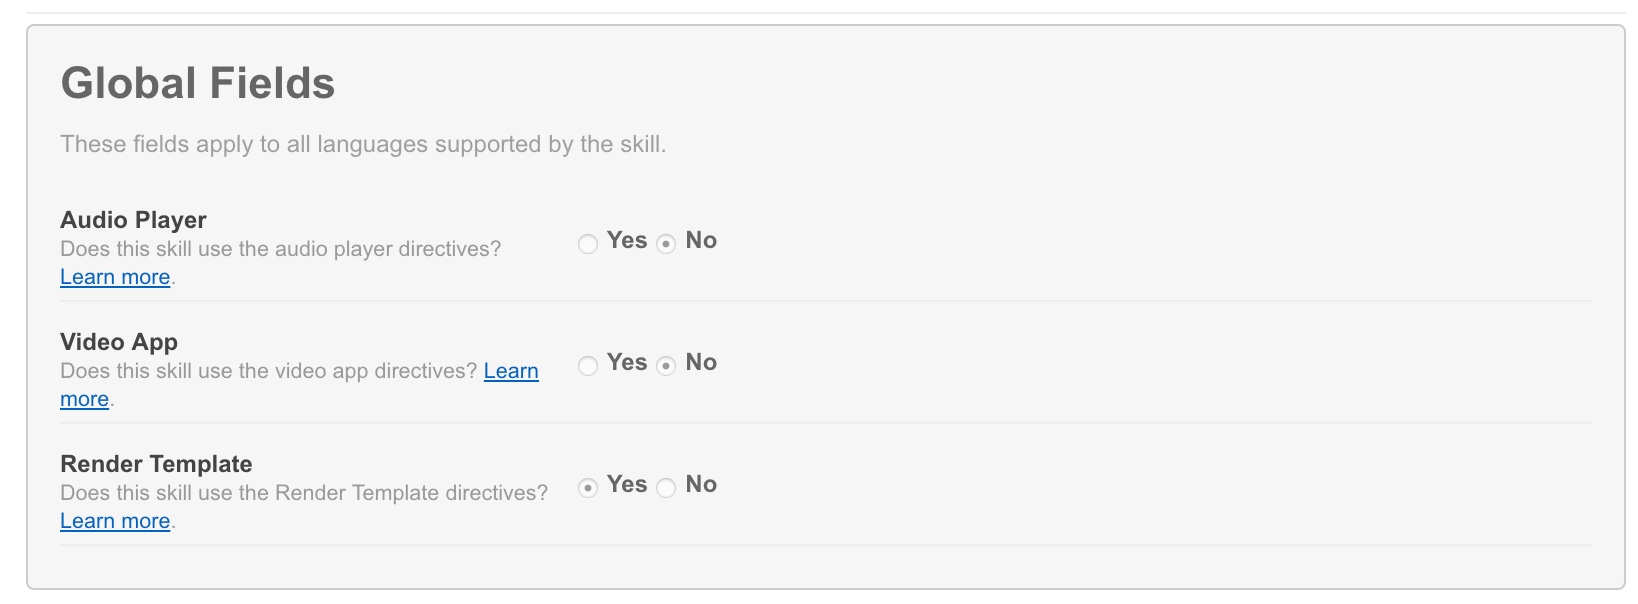 Global Fields
These fields apply to all languages supported by the skill.
Audio Player
Does this skill use the audio player directives?
Learn more.
Yes No
Video App
Does this skill use the video app directives? Learn
more.
Yes No
Render Template
Does this skill use the Render Template directives?
Learn more.
Yes No